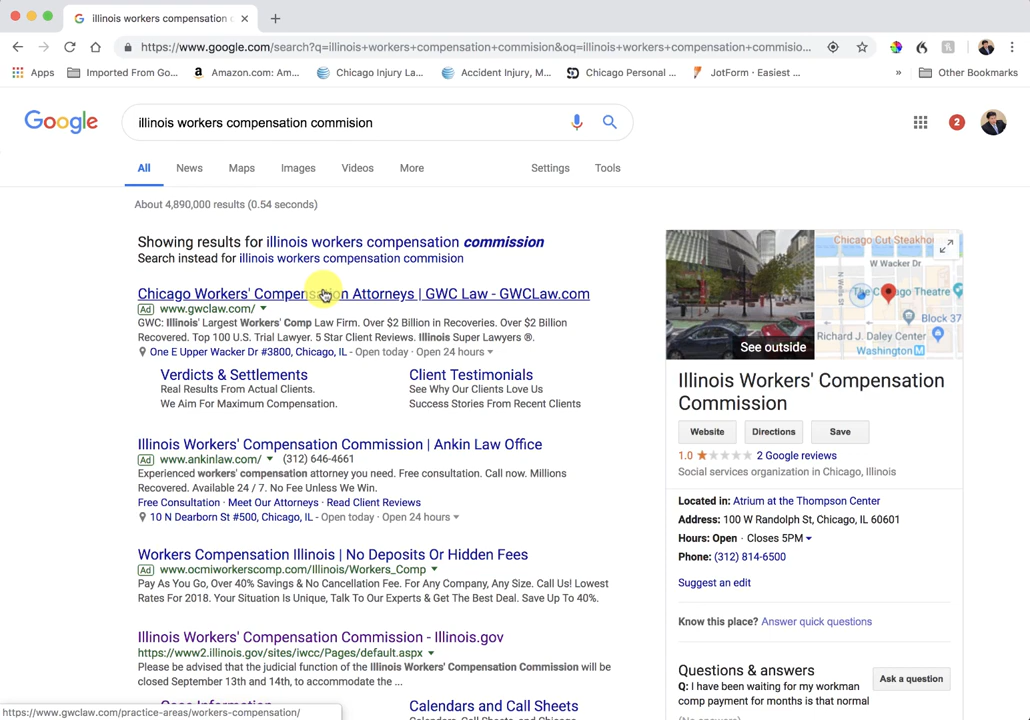 illinois workers compensation c
https://www.google.com/search?q=illinois+workers+compensation+commision&oq=illinois+workers+compensation+commisio...
Apps
Imported From Go...
Amazon.com: Am...
Chicago Injury La...
Accident Injury, M...
Chicago Personal ...
JotForm · Easiest ...
»
Other Bookmarks
Google
illinois workers compensation commision
2
All
News
Maps
Images
Videos
More
Settings
Tools
About 4,890,000 results (0.54 seconds)
Showing results for illinois workers compensation commission
Search instead for illinois workers compensation commision
Chicago Workers' Compensation Attorneys | GWC Law - GWCLaw.com
Ad www.gwclaw.com/
GWC: Illinois' Largest Workers' Comp Law Firm. Over $2 Billion in Recoveries. Over $2 Billion
Recovered. Top 100 U.S. Trial Lawyer. 5 Star Client Reviews. Illinois Super Lawyers ®.
One E Upper Wacker Dr #3800, Chicago, IL - Open today · Open 24 hours
Verdicts & Settlements
Real Results From Actual Clients.
We Aim For Maximum Compensation.
Client Testimonials
See Why Our Clients Love Us
Success Stories From Recent Clients
Illinois Workers' Compensation Commission | Ankin Law Office
Ad www.ankinlaw.com/ (312) 646-4661
Experienced workers' compensation attorney you need. Free consultation. Call now. Millions
Recovered. Available 24 / 7. No Fee Unless We Win.
Free Consultation · Meet Our Attorneys · Read Client Reviews
10 N Dearborn St #500, Chicago, IL - Open today · Open 24 hours
Workers Compensation Illinois | No Deposits Or Hidden Fees
Ad www.ocmiworkerscomp.com/Illinois/Workers_Comp
Pay As You Go, Over 40% Savings & No Cancellation Fee. For Any Company, Any Size. Call Us! Lowest
Rates For 2018. Your Situation Is Unique, Talk To Our Experts & Get The Best Deal. Save Up To 40%.
Illinois Workers' Compensation Commission - Illinois.gov
https://www2.illinois.gov/sites/iwcc/Pages/default.aspx
Please be advised that the judicial function of the Illinois Workers' Compensation Commission will be
closed September 13th and 14th, to accommodate the ...
Case Information
Calendars and Call Sheets
https://www.gwclaw.com/practice-areas/workers-compensation/
See outside
Chicago Cut Steakhou
W Wacker Dr
The Chicago Theatre
Block 37
Richard J. Daley Center
Washington M
Illinois Workers' Compensation
Commission
Website
Directions
Save
1.0 2 Google reviews
Social services organization in Chicago, Illinois
Located in: Atrium at the Thompson Center
Address: 100 W Randolph St, Chicago, IL 60601
Hours: Open · Closes 5PM
Phone: (312) 814-6500
Suggest an edit
Know this place? Answer quick questions
Questions & answers
Ask a question
Q: I have been waiting for my workman
comp payment for months is that normal